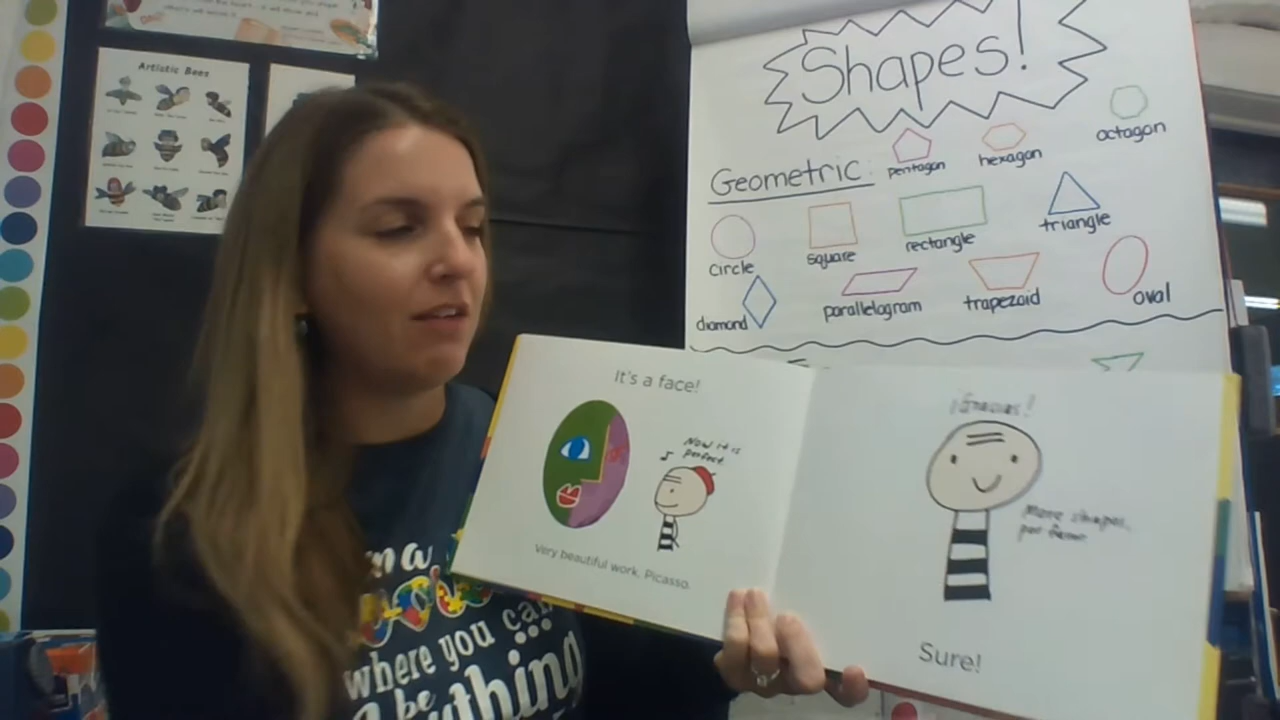 Artistic Bees
Shapes!
Geometric:
pentagon
hexagon
octagon
circle
square
rectangle
triangle
diamond
parallelogram
trapezoid
oval
It's a face!
Now it is
perfect.
Very beautiful work, Picasso.
¡Gracias!
More shapes,
por favor.
Sure!
in a
where you can
be
anything